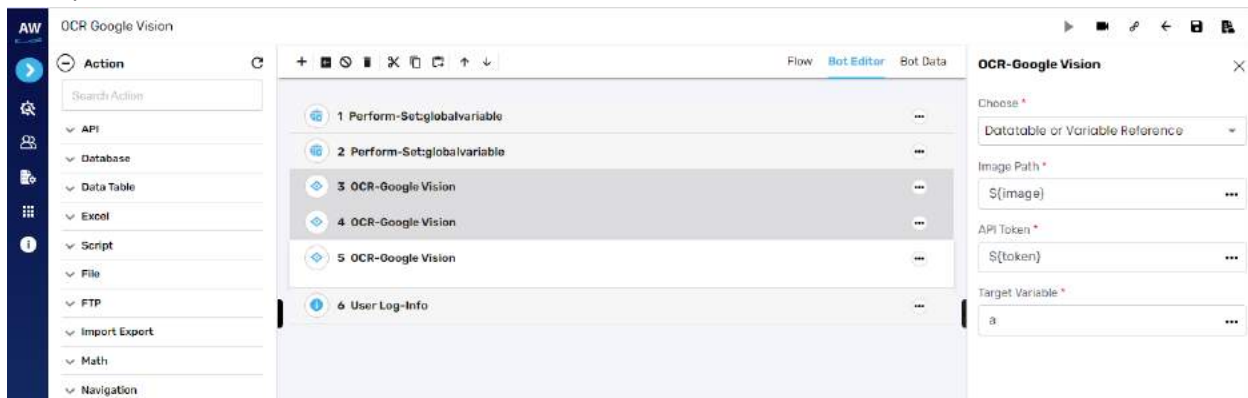 AW
OCR Google Vision
Action
Search Action
API
Database
Data Table
Excel
Script
File
FTP
Import Export
Math
Navigation
Flow Bot Editor Bot Data
1 Perform-Set:globalvariable
2 Perform-Set:globalvariable
3 OCR-Google Vision
4 OCR-Google Vision
5 OCR-Google Vision
6 User Log-Info
OCR-Google Vision
Choose *
Datatable or Variable Reference
Image Path *
${image}
API Token *
${token}
Target Variable *
a